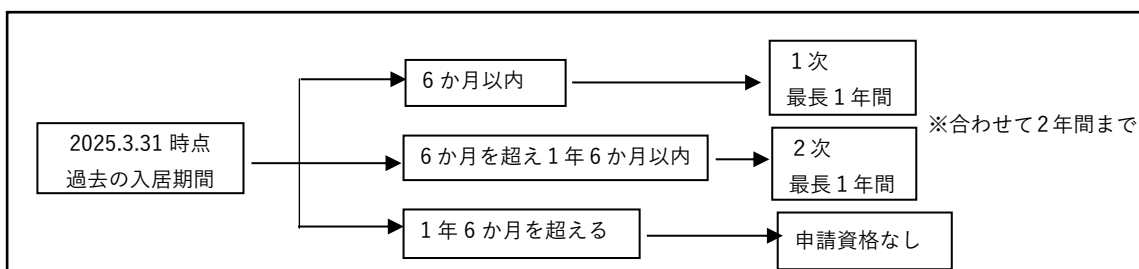 2025.3.31 時点
過去の入居期間
6 か月以内
1 次
最長 1 年間
6 か月を超え 1 年 6 か月以内
2 次
最長 1 年間
※合わせて 2 年間まで
1 年 6 か月を超える
申請資格なし